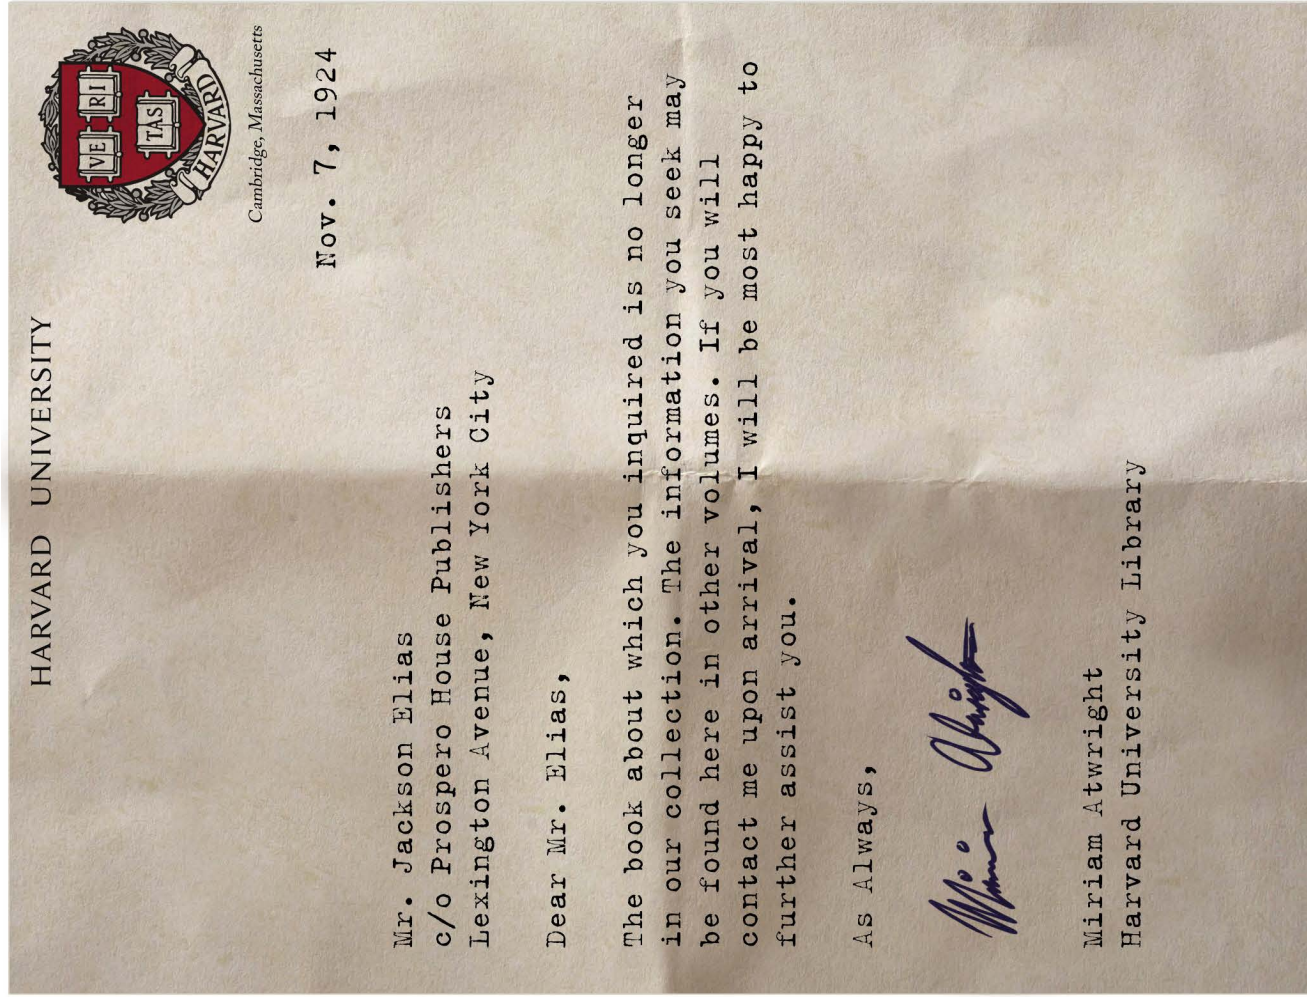 HARVARD UNIVERSITY
VE RI
TAS
HARVARD
Cambridge, Massachusetts
Nov. 7, 1924
Mr. Jackson Elias
c/o Prospero House Publishers
Lexington Avenue, New York City
Dear Mr. Elias,
The book about which you inquired is no longer
in our collection. The information you seek may
be found here in other volumes. If you will
contact me upon arrival, I will be most happy to
further assist you.
As Always,
Miriam Atwright
Miriam Atwright
Harvard University Library